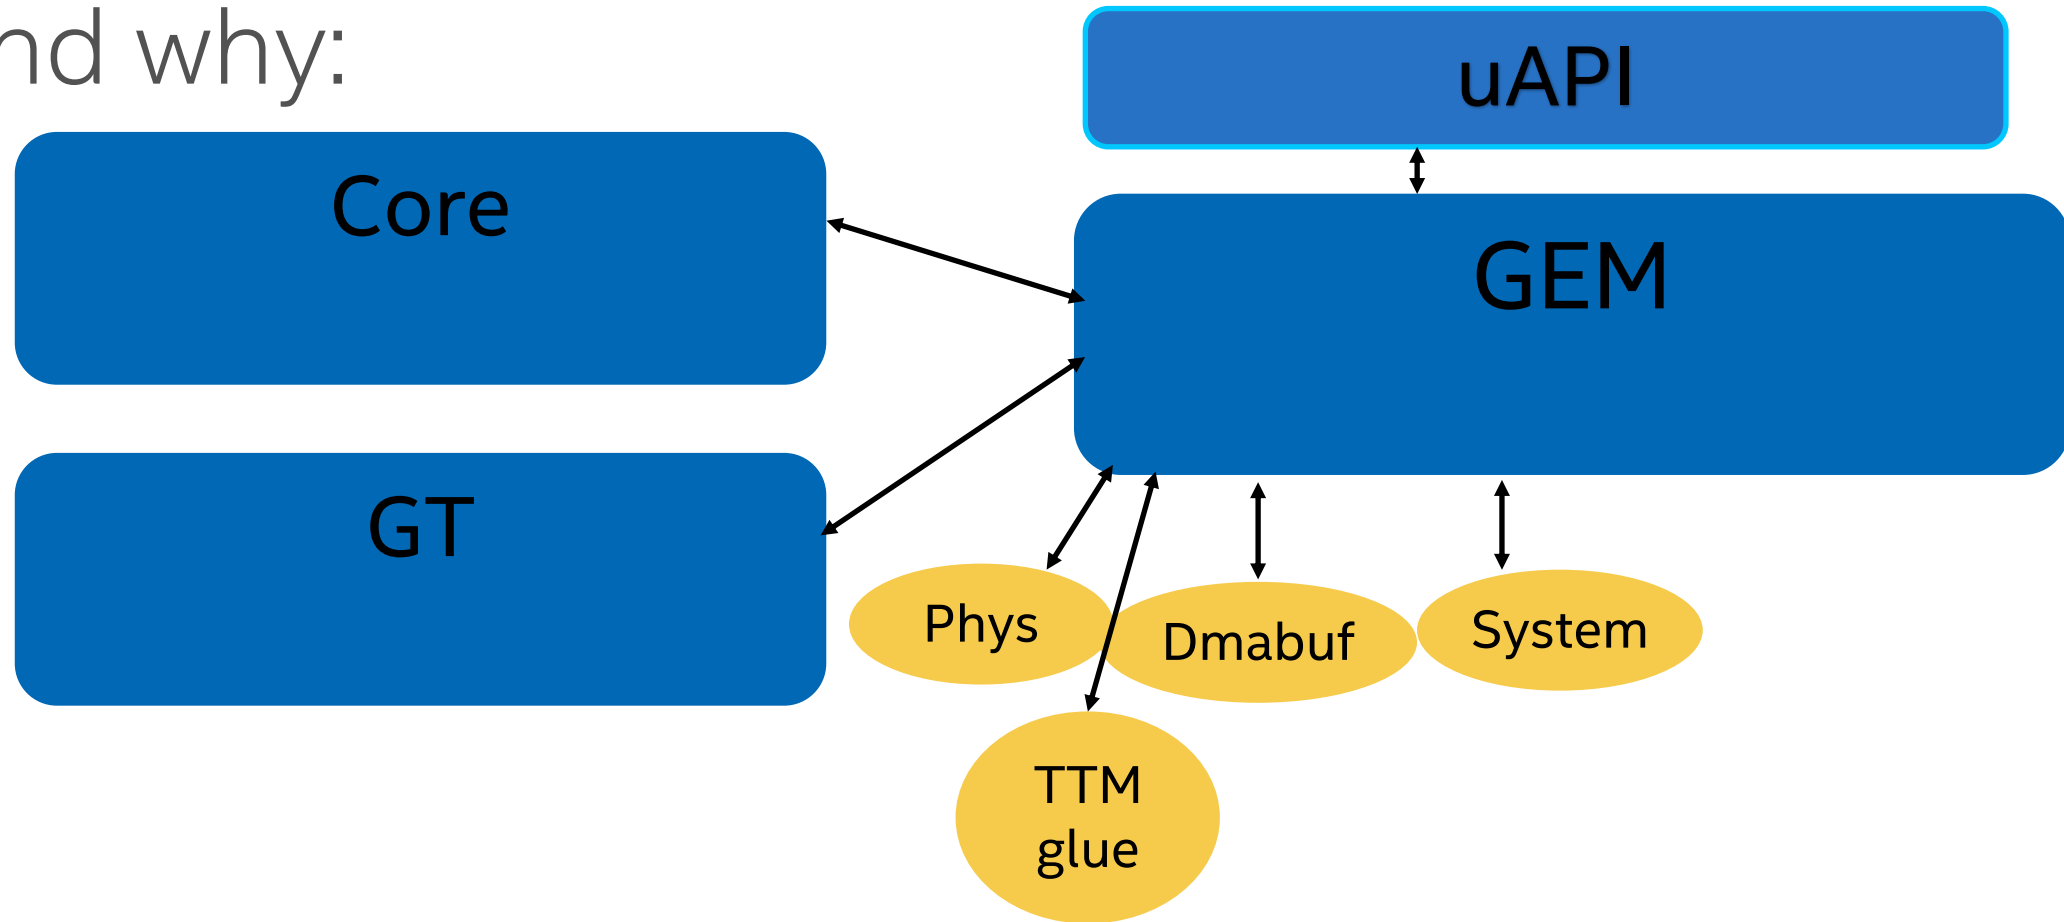 nd why:
uAPI
Core
GEM
GT
Phys
Dmabuf
System
TTM
glue